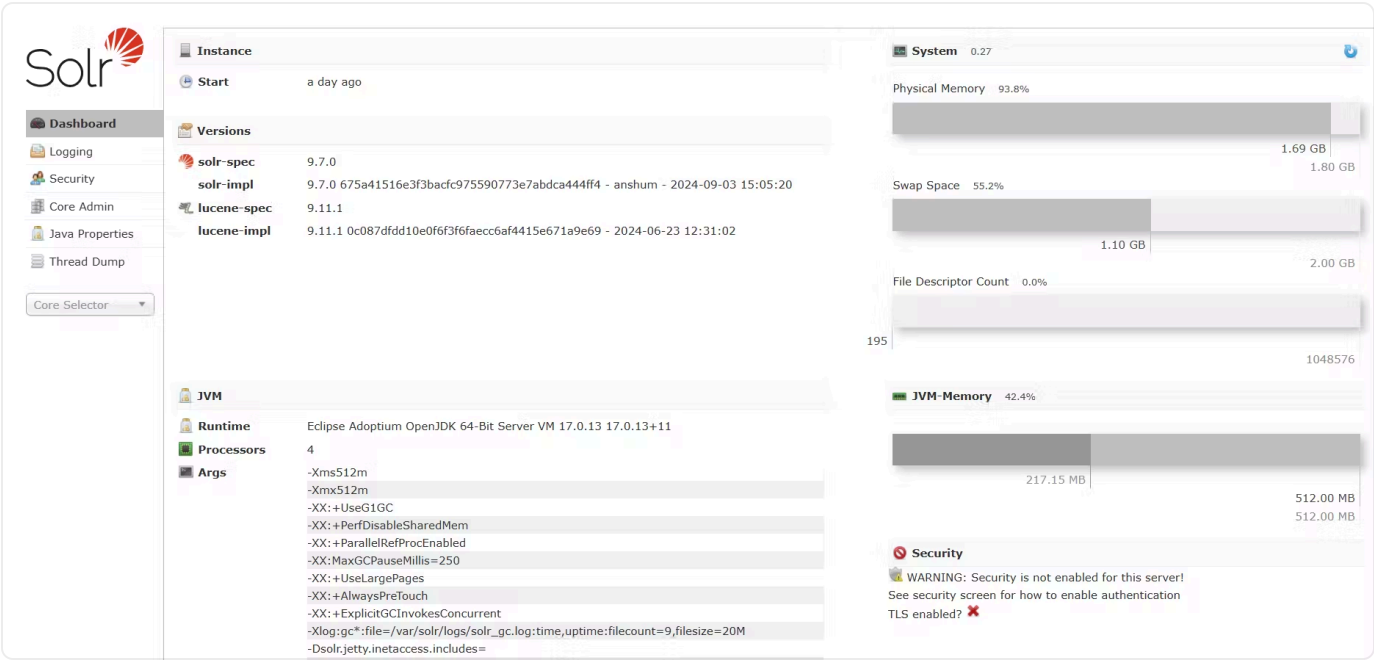 Solr
Dashboard
Logging
Security
Core Admin
Java Properties
Thread Dump
Core Selector
Instance
Start a day ago
Versions
solr-spec 9.7.0
solr-impl 9.7.0 675a41516e3f3bacfc975590773e7abdca444ff4 - anshum - 2024-09-03 15:05:20
lucene-spec 9.11.1
lucene-impl 9.11.1 0c087dfdd10e0f6f3f6faecc6af4415e671a9e69 - 2024-06-23 12:31:02
JVM
Runtime Eclipse Adoptium OpenJDK 64-Bit Server VM 17.0.13 17.0.13+11
Processors 4
Args -Xms512m
-Xmx512m
-XX:+UseG1GC
-XX:+PerfDisableSharedMem
-XX:+ParallelRefProcEnabled
-XX:MaxGCPauseMillis=250
-XX:+UseLargePages
-XX:+AlwaysPreTouch
-XX:+ExplicitGCInvokesConcurrent
-Xlog:gc*:file=/var/solr/logs/solr_gc.log:time,uptime:filecount=9,filesize=20M
-Dsolr.jetty.inetaccess.includes=
System 0.27
Physical Memory 93.8%
1.69 GB
1.80 GB
Swap Space 55.2%
1.10 GB
2.00 GB
File Descriptor Count 0.0%
195
1048576
JVM-Memory 42.4%
217.15 MB
512.00 MB
512.00 MB
Security
WARNING: Security is not enabled for this server!
See security screen for how to enable authentication
TLS enabled?